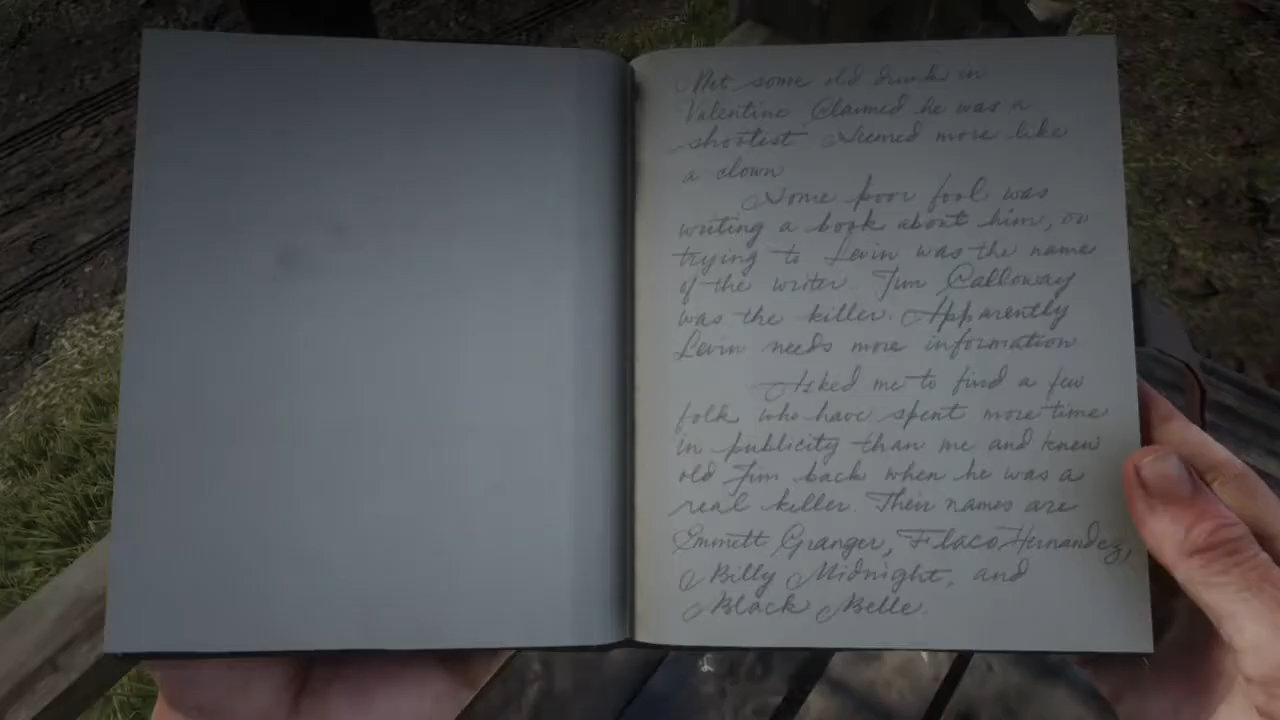 Met some old drunk in
Valentine Claimed he was a
shootist Seemed more like
a clown
Some poor fool was
writing a book about him, or
trying to Levin was the name
of the writer Jim Calloway
was the killer. Apparently
Levin needs more information
Asked me to find a few
folk who have spent more time
in publicity than me and knew
old Jim back when he was a
real killer. Their names are
Emmett Granger, Flaco Hernandez,
Billy Midnight, and
Black Belle.